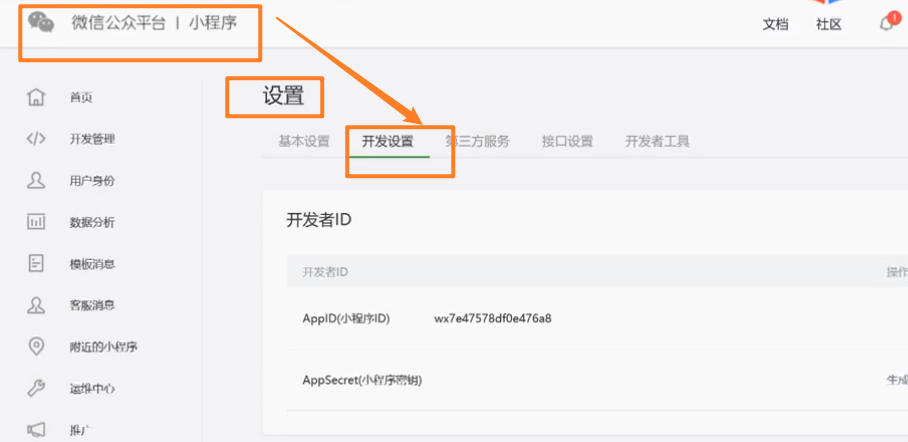 微信公众平台 | 小程序
文档 社区
1
首页
开发管理
用户身份
数据分析
模板消息
客服消息
附近的小程序
运维中心
推广
设置
基本设置 开发设置 第三方服务 接口设置 开发者工具
开发者ID
开发者ID 操作
AppID(小程序ID) wx7e47578df0e476a8
AppSecret(小程序密钥) 生成